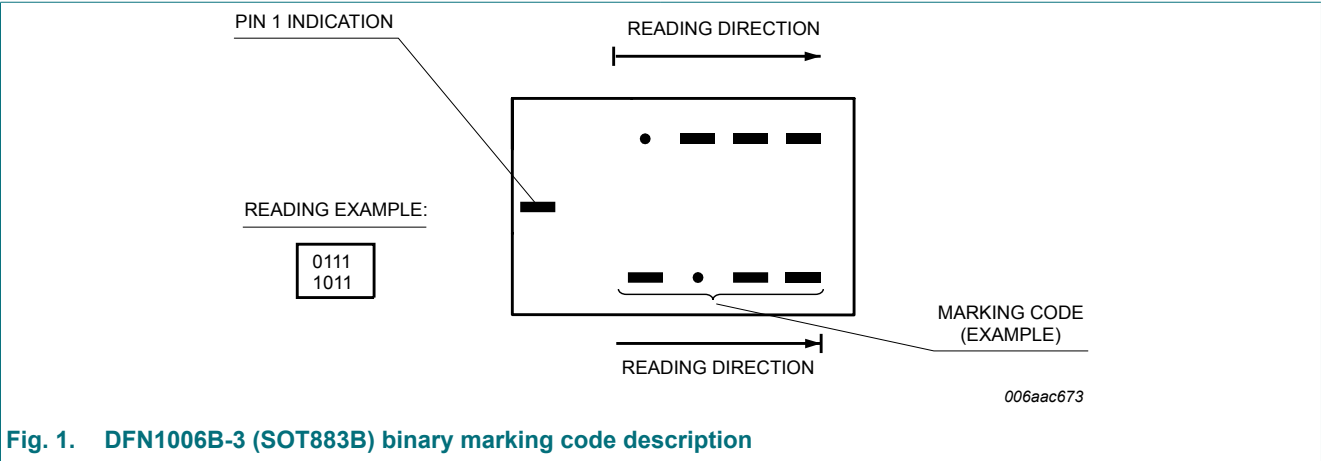 PIN 1 INDICATION
READING DIRECTION
READING EXAMPLE:
0111
1011
MARKING CODE
(EXAMPLE)
READING DIRECTION
006aac673
Fig. 1. DFN1006B-3 (SOT883B) binary marking code description